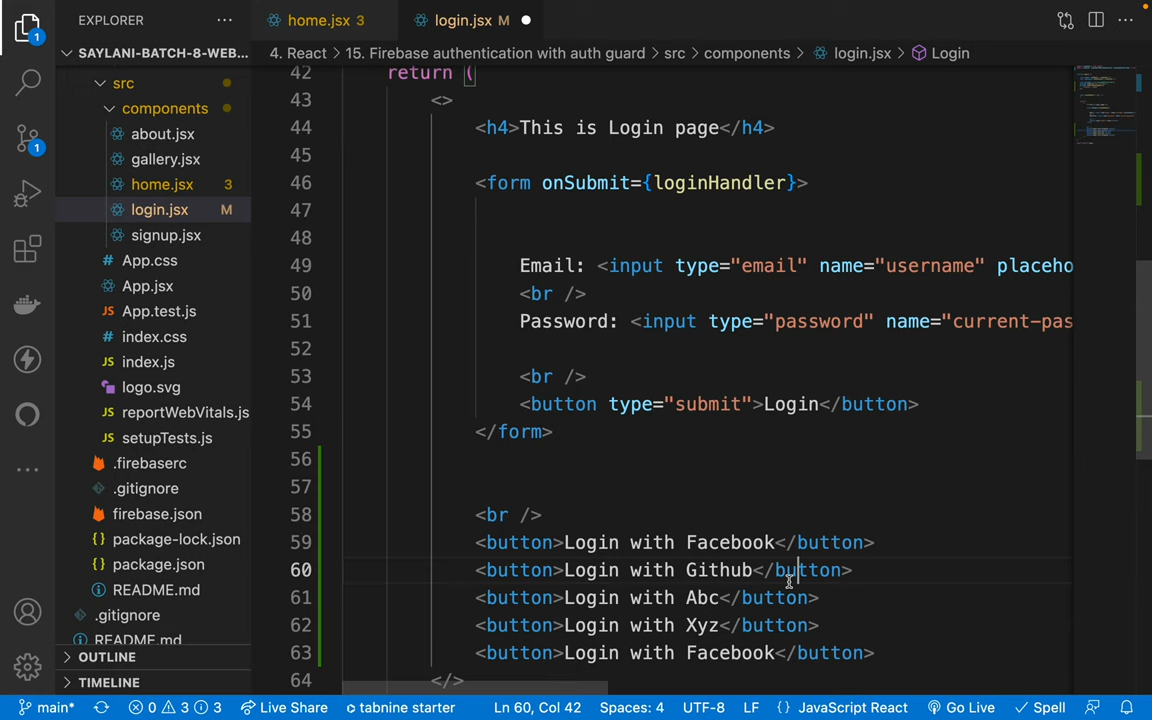 EXPLORER
home.jsx 3
login.jsx M
SAYLANI-BATCH-8-WEB...
4. React > 15. Firebase authentication with auth guard > src > components > login.jsx > Login
src
components
about.jsx
gallery.jsx
home.jsx 3
login.jsx M
signup.jsx
App.css
App.jsx
App.test.js
index.css
index.js
logo.svg
reportWebVitals.js
setupTests.js
.firebaserc
.gitignore
firebase.json
package-lock.json
package.json
README.md
.gitignore
README.md
OUTLINE
TIMELINE
1
1
42 return (
43 <>
44 <h4>This is Login page</h4>
45
46 <form onSubmit={loginHandler}>
47
48
49 Email: <input type="email" name="username" placeho
50 <br />
51 Password: <input type="password" name="current-pas
52
53 <br />
54 <button type="submit">Login</button>
55 </form>
56
57
58 <br />
59 <button>Login with Facebook</button>
60 <button>Login with Github</button>
61 <button>Login with Abc</button>
62 <button>Login with Xyz</button>
63 <button>Login with Facebook</button>
64 </>
main* 0 3 3 Live Share tabnine starter Ln 60, Col 42 Spaces: 4 UTF-8 LF {} JavaScript React Go Live Spell